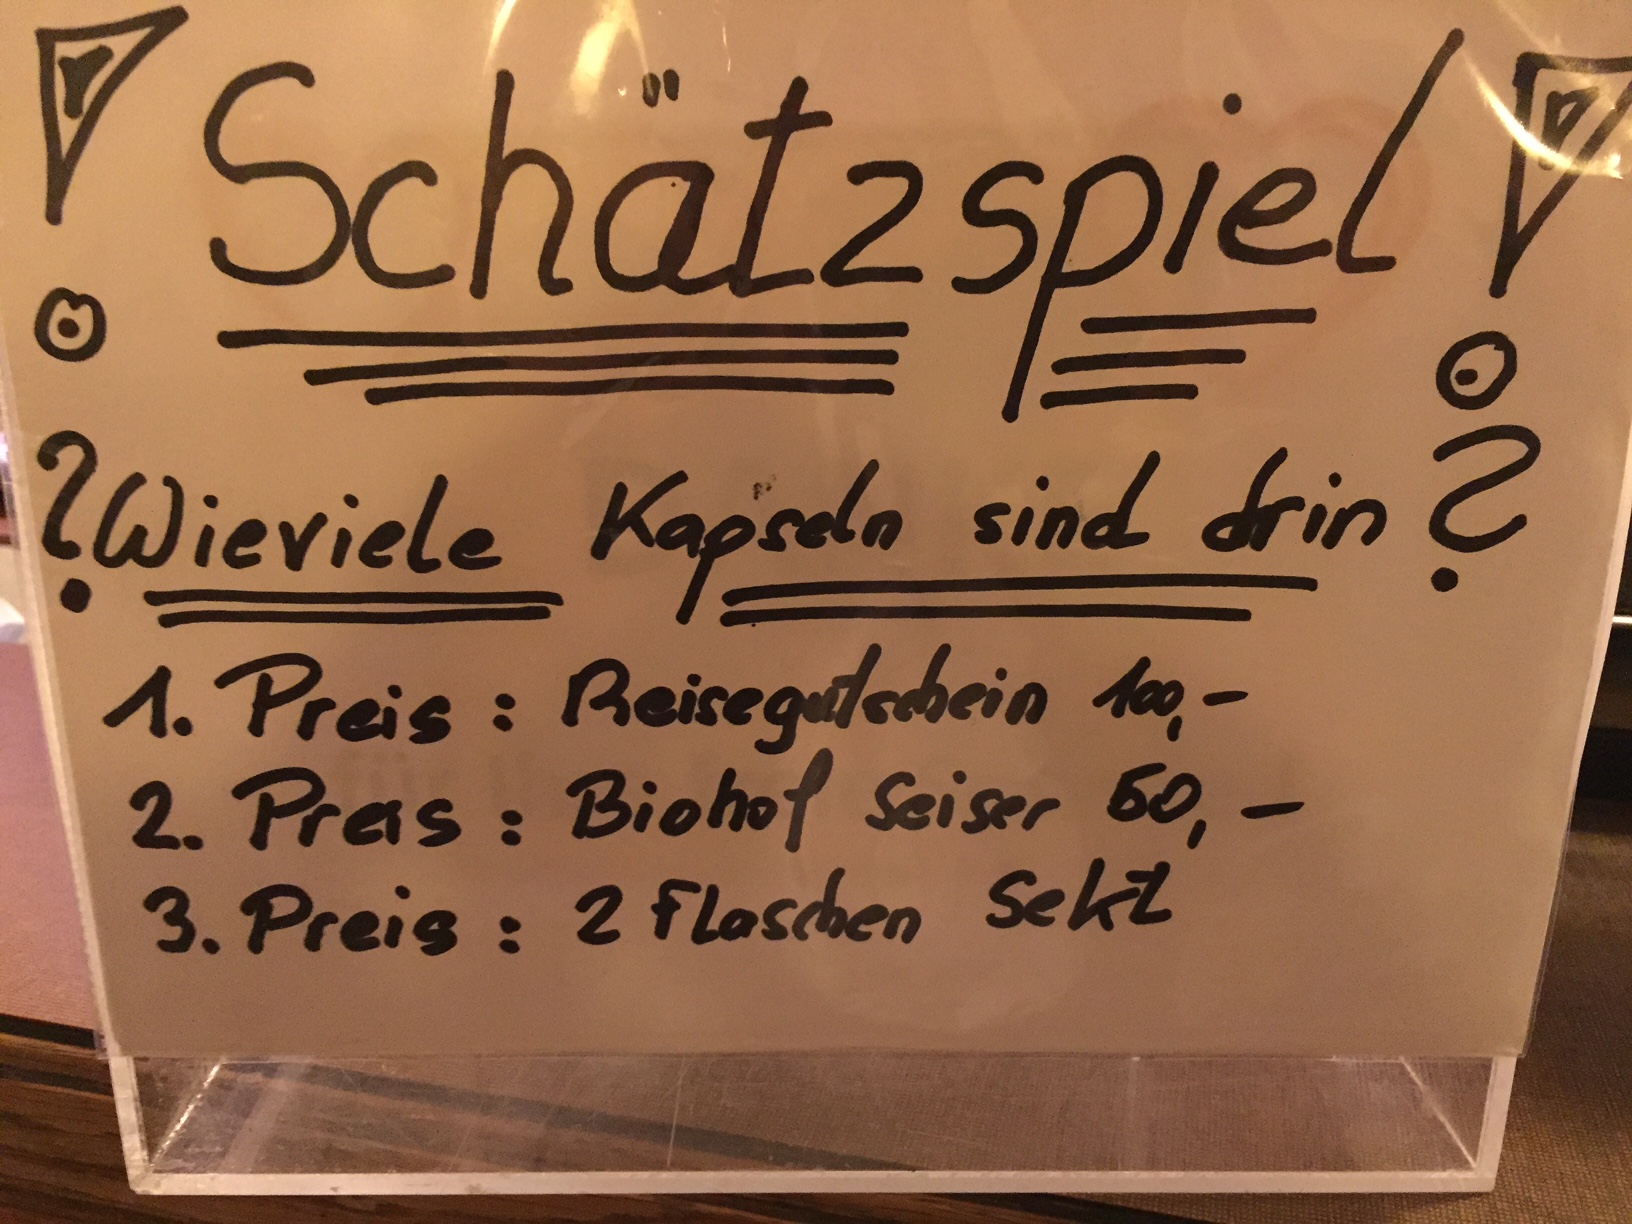 ! Schätzspiel !
? Wieviele Kapseln sind drin ?
1. Preis : Reisegutschein 100,-
2. Preis : Biohof Seiser 50,-
3. Preis : 2 Flaschen Sekt